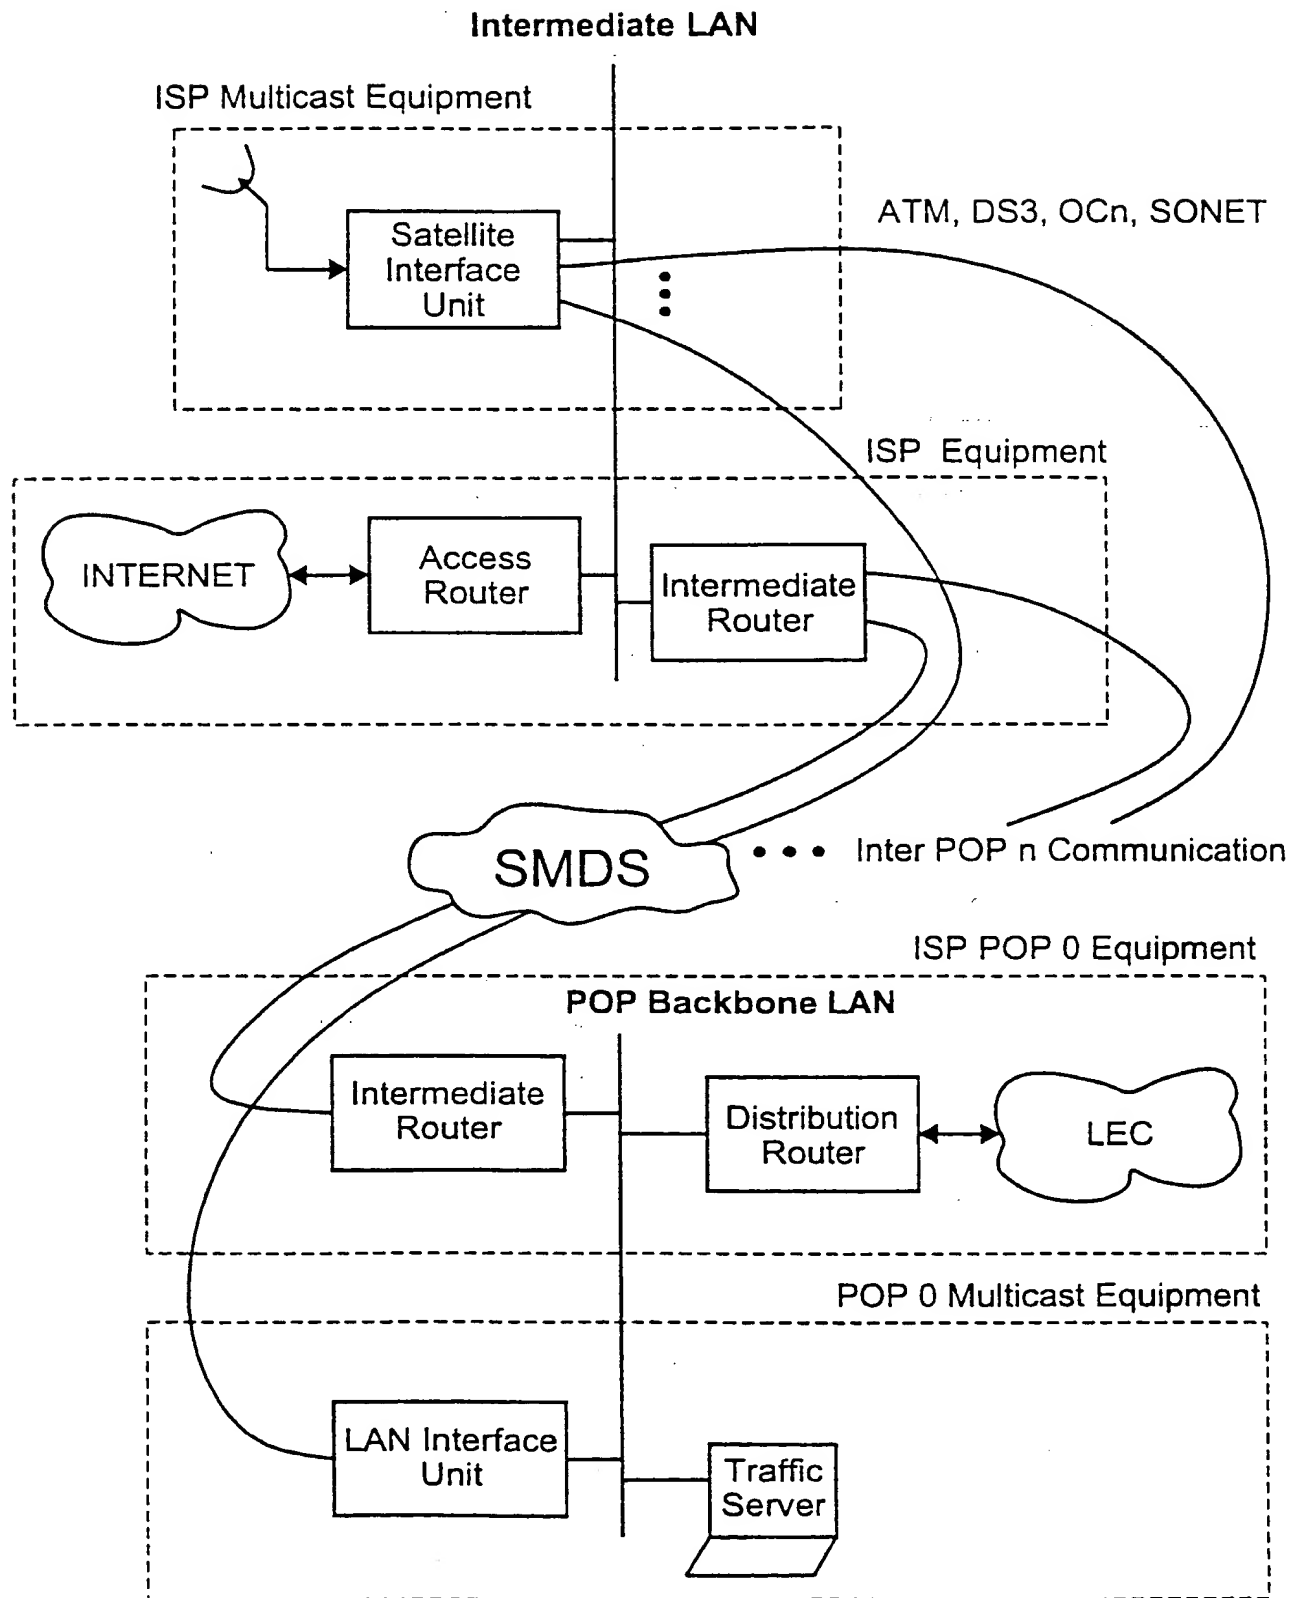 Intermediate LAN
ISP Multicast Equipment
ATM, DS3, OCn, SONET
Satellite
Interface
Unit
ISP Equipment
INTERNET
Access
Router
Intermediate
Router
SMDS
Inter POP n Communication
ISP POP 0 Equipment
POP Backbone LAN
Intermediate
Router
Distribution
Router
LEC
POP 0 Multicast Equipment
LAN Interface
Unit
Traffic
Server